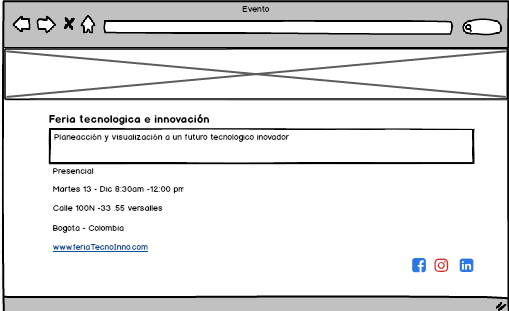 Evento
Feria tecnologica e innovación
Planeacción y visualización a un futuro tecnologico inovador
Presencial
Martes 13 - Dic 8:30am -12:00 pm
Calle 100N -33 .55 versalles
Bogota - Colombia
www.feriaTecnoInno.com